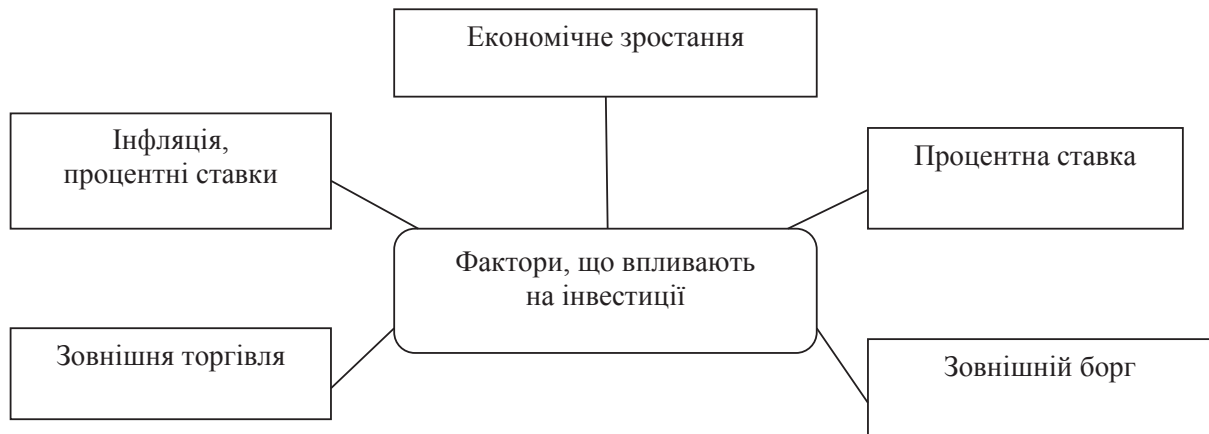 Економічне зростання
Інфляція,
процентні ставки
Процентна ставка
Фактори, що впливають
на інвестиції
Зовнішня торгівля
Зовнішній борг